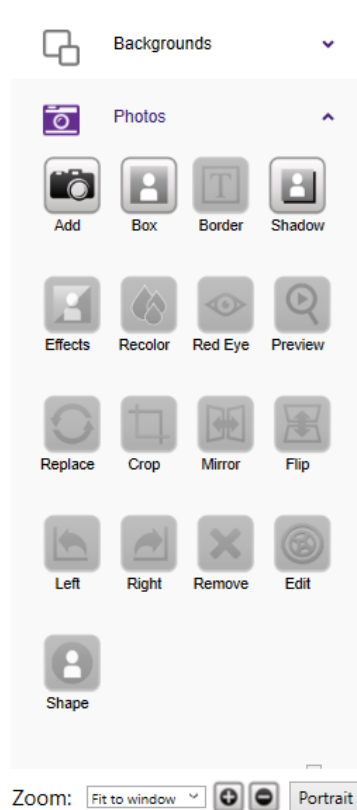 Backgrounds
Photos
Add Box Border Shadow
Effects Recolor Red Eye Preview
Replace Crop Mirror Flip
Left Right Remove Edit
Shape
Zoom: Fit to window Portrait